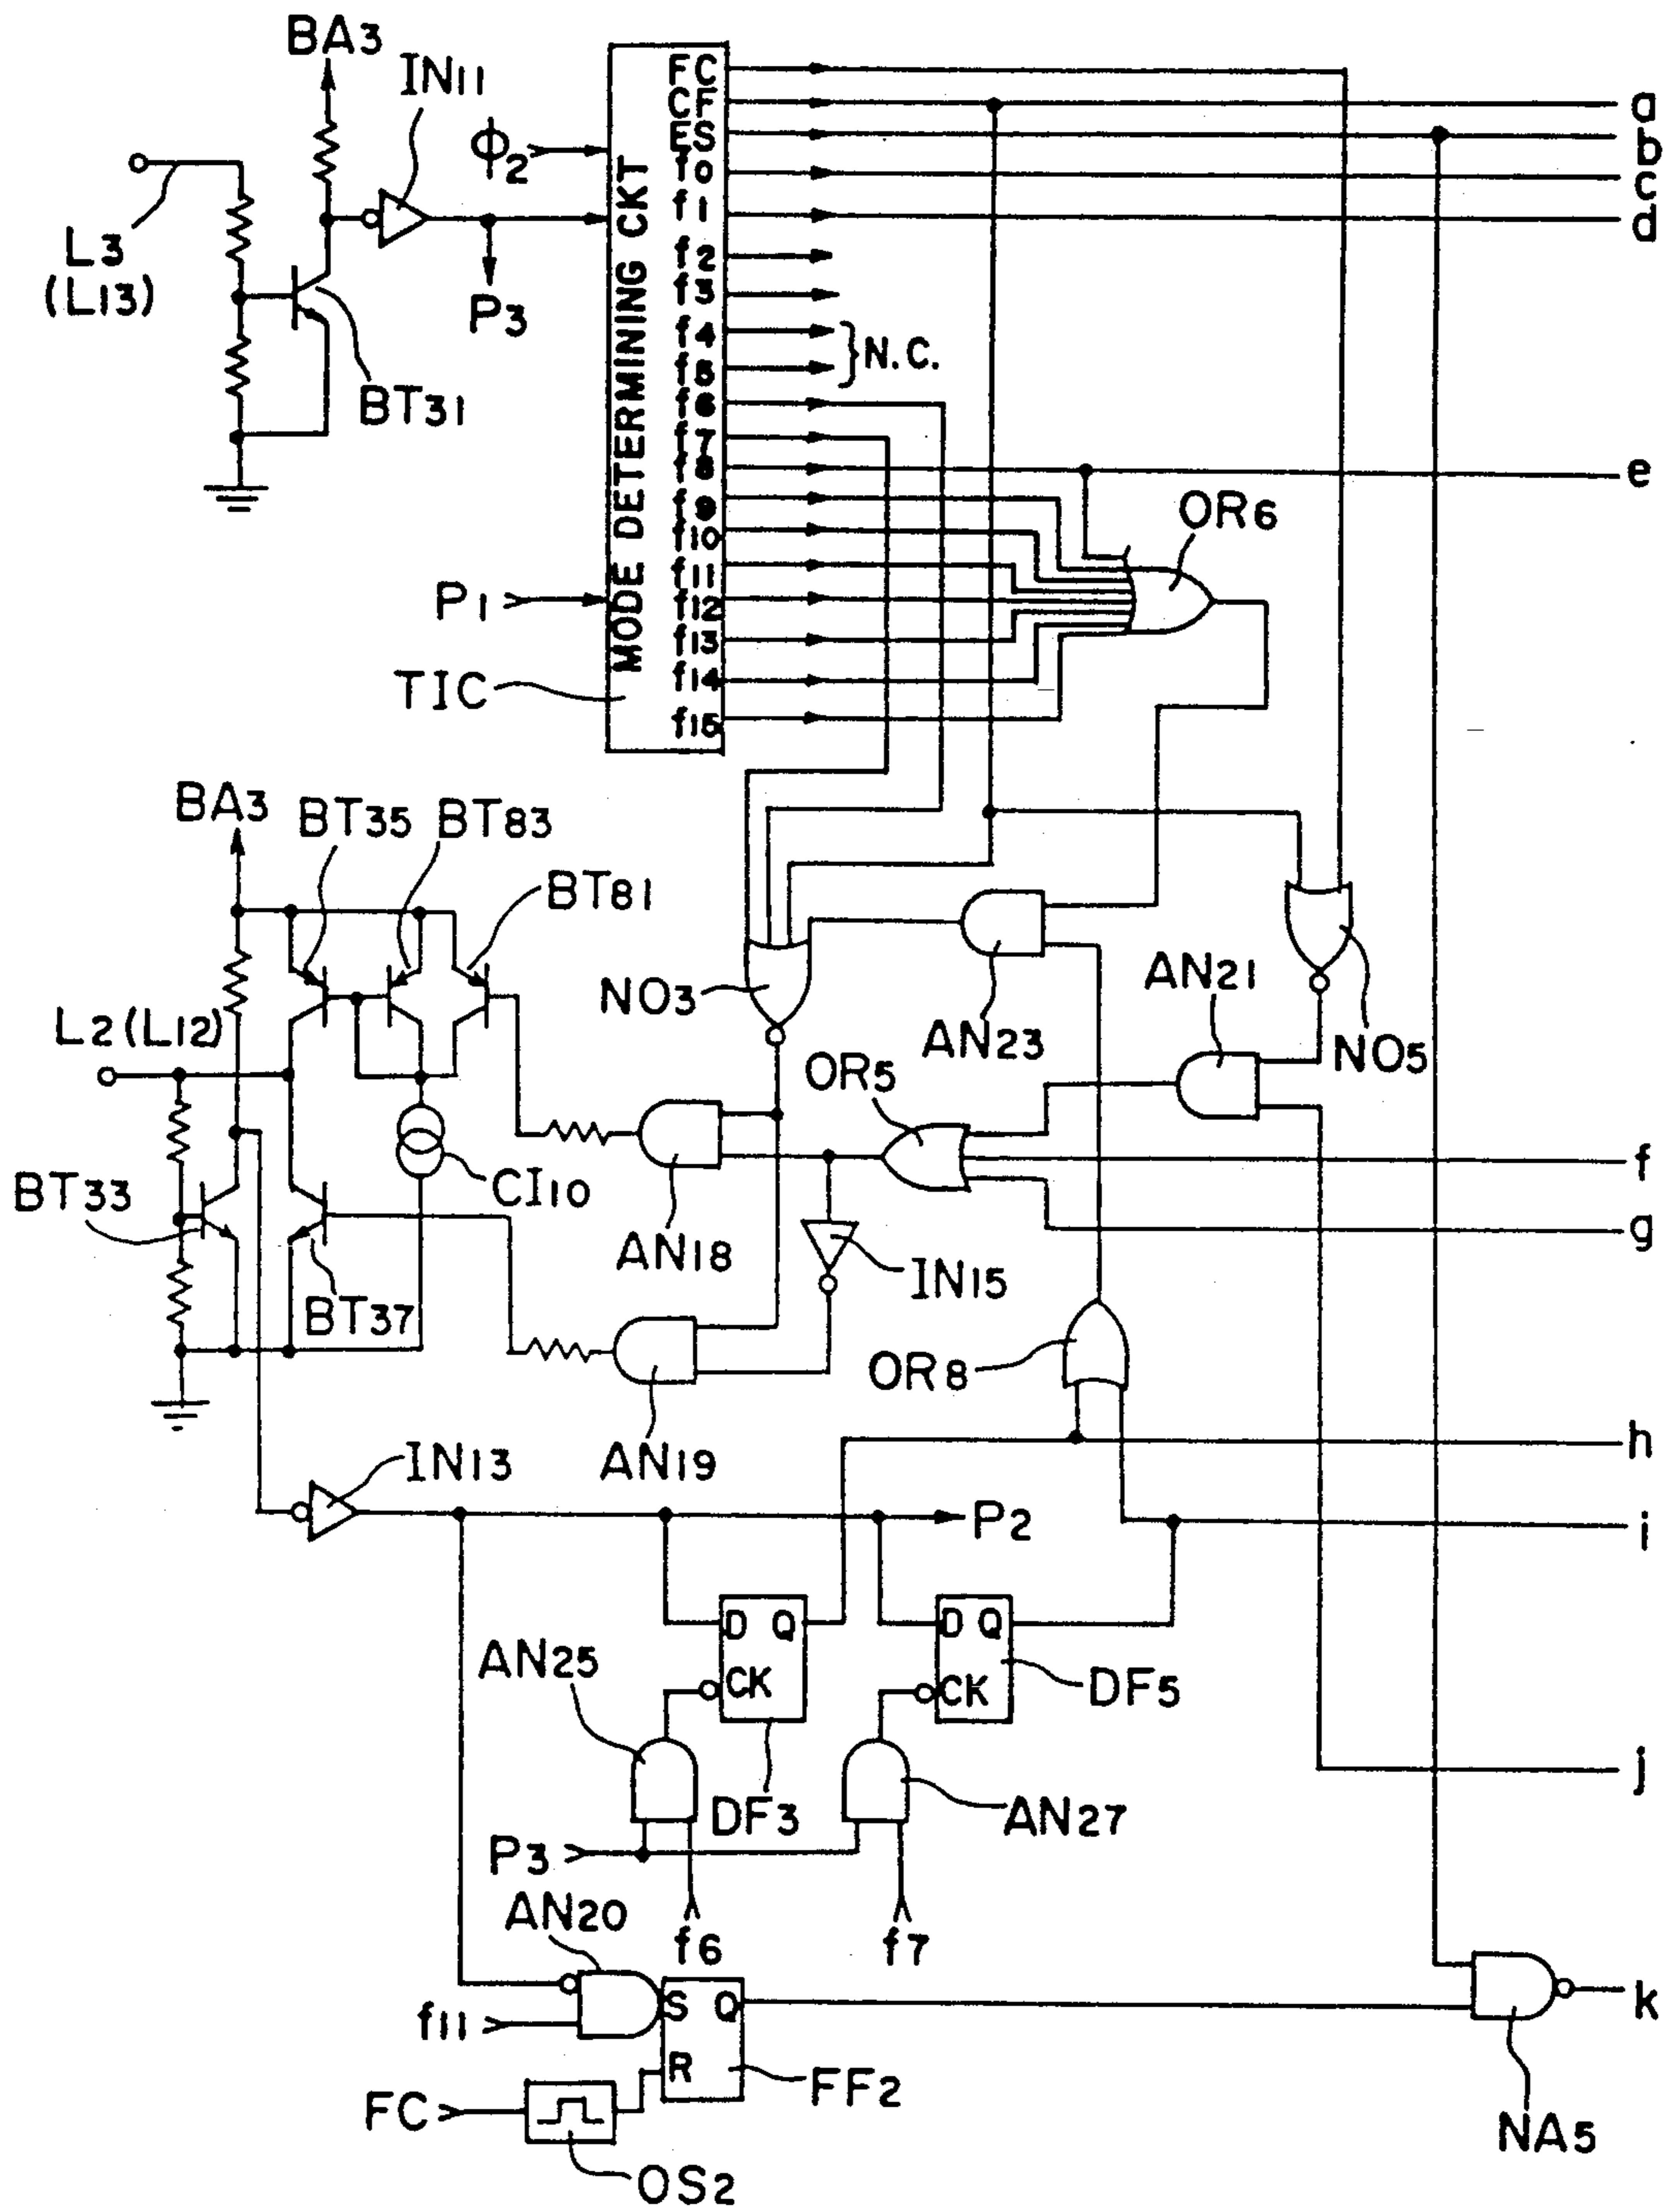 BA3
IN11
FC
CF
ES
f0
f1
f2
f3
f4
f5
f6
f7
f8
f9
f10
f11
f12
f13
f14
f15
MODE DETERMINING CKT
a
b
c
d
Φ2
L3
(L13)
P3
BT31
N.C.
e
OR6
P1
TIC
BA3
BT35
BT83
BT81
L2(L12)
NO3
AN23
AN21
NO5
OR5
BT33
CI10
AN18
IN15
BT37
f
g
OR8
AN19
IN13
h
P2
i
D Q
CK
D Q
CK
AN25
DF5
DF3
AN27
j
P3
AN20
f6
f7
f11
S Q
R
k
FC
FF2
OS2
NA5